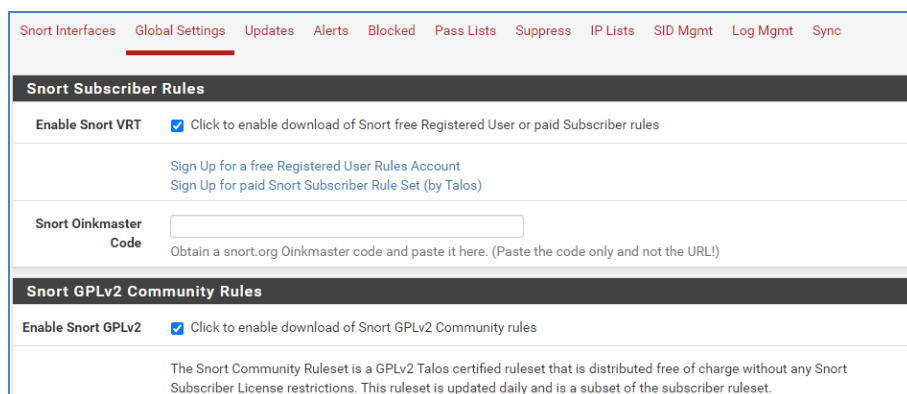 Snort Interfaces Global Settings Updates Alerts Blocked Pass Lists Suppress IP Lists SID Mgmt Log Mgmt Sync
Snort Subscriber Rules
Enable Snort VRT Click to enable download of Snort free Registered User or paid Subscriber rules
Sign Up for a free Registered User Rules Account
Sign Up for paid Snort Subscriber Rule Set (by Talos)
Snort Oinkmaster
Code
Obtain a snort.org Oinkmaster code and paste it here. (Paste the code only and not the URL!)
Snort GPLv2 Community Rules
Enable Snort GPLv2 Click to enable download of Snort GPLv2 Community rules
The Snort Community Ruleset is a GPLv2 Talos certified ruleset that is distributed free of charge without any Snort
Subscriber License restrictions. This ruleset is updated daily and is a subset of the subscriber ruleset.